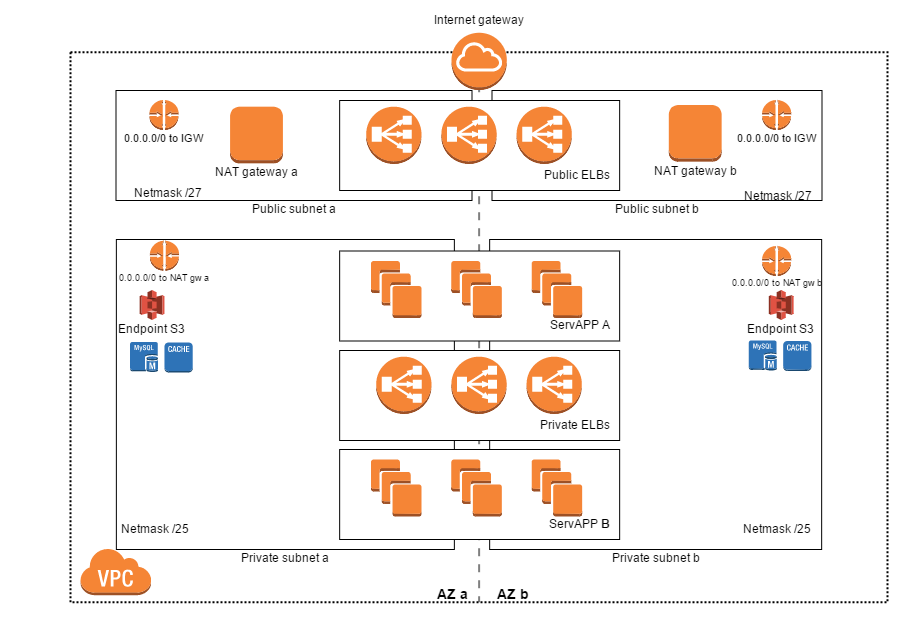 Internet gateway
0.0.0.0/0 to IGW
NAT gateway a
Public ELBs
NAT gateway b
0.0.0.0/0 to IGW
Netmask /27
Netmask /27
Public subnet a
Public subnet b
0.0.0.0/0 to NAT gw a
0.0.0.0/0 to NAT gw b
Endpoint S3
ServAPP A
Endpoint S3
MySQL
M
CACHE
MySQL
M
CACHE
Private ELBs
Netmask /25
ServAPP B
Netmask /25
Private subnet a
Private subnet b
VPC
AZ a
AZ b